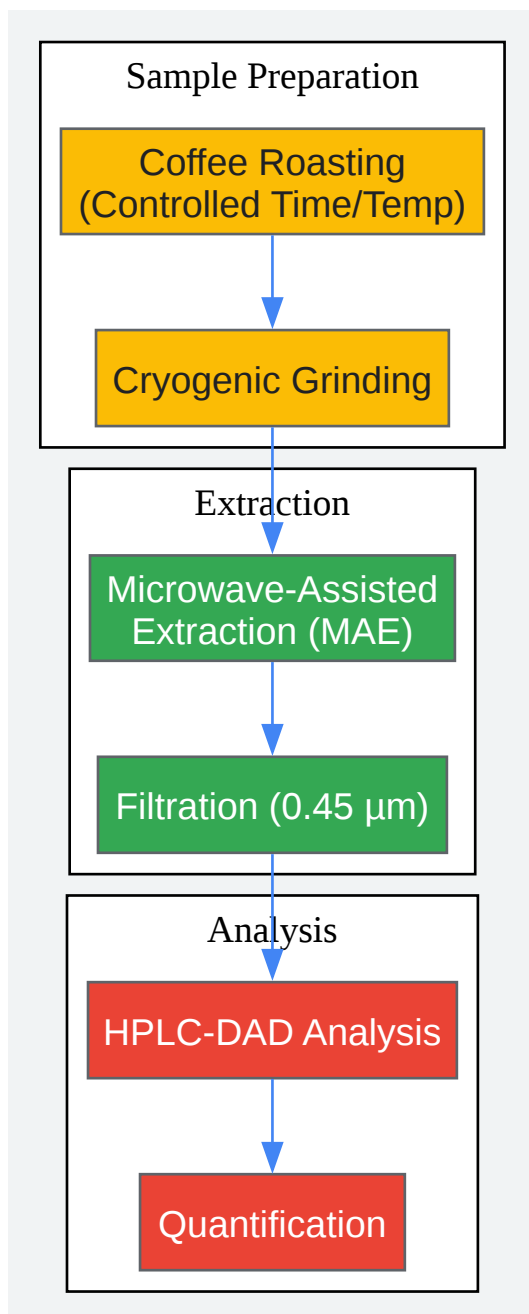 Sample Preparation
Coffee Roasting
(Controlled Time/Temp)
Cryogenic Grinding
Extraction
Microwave-Assisted
Extraction (MAE)
Filtration (0.45 µm)
Analysis
HPLC-DAD Analysis
Quantification